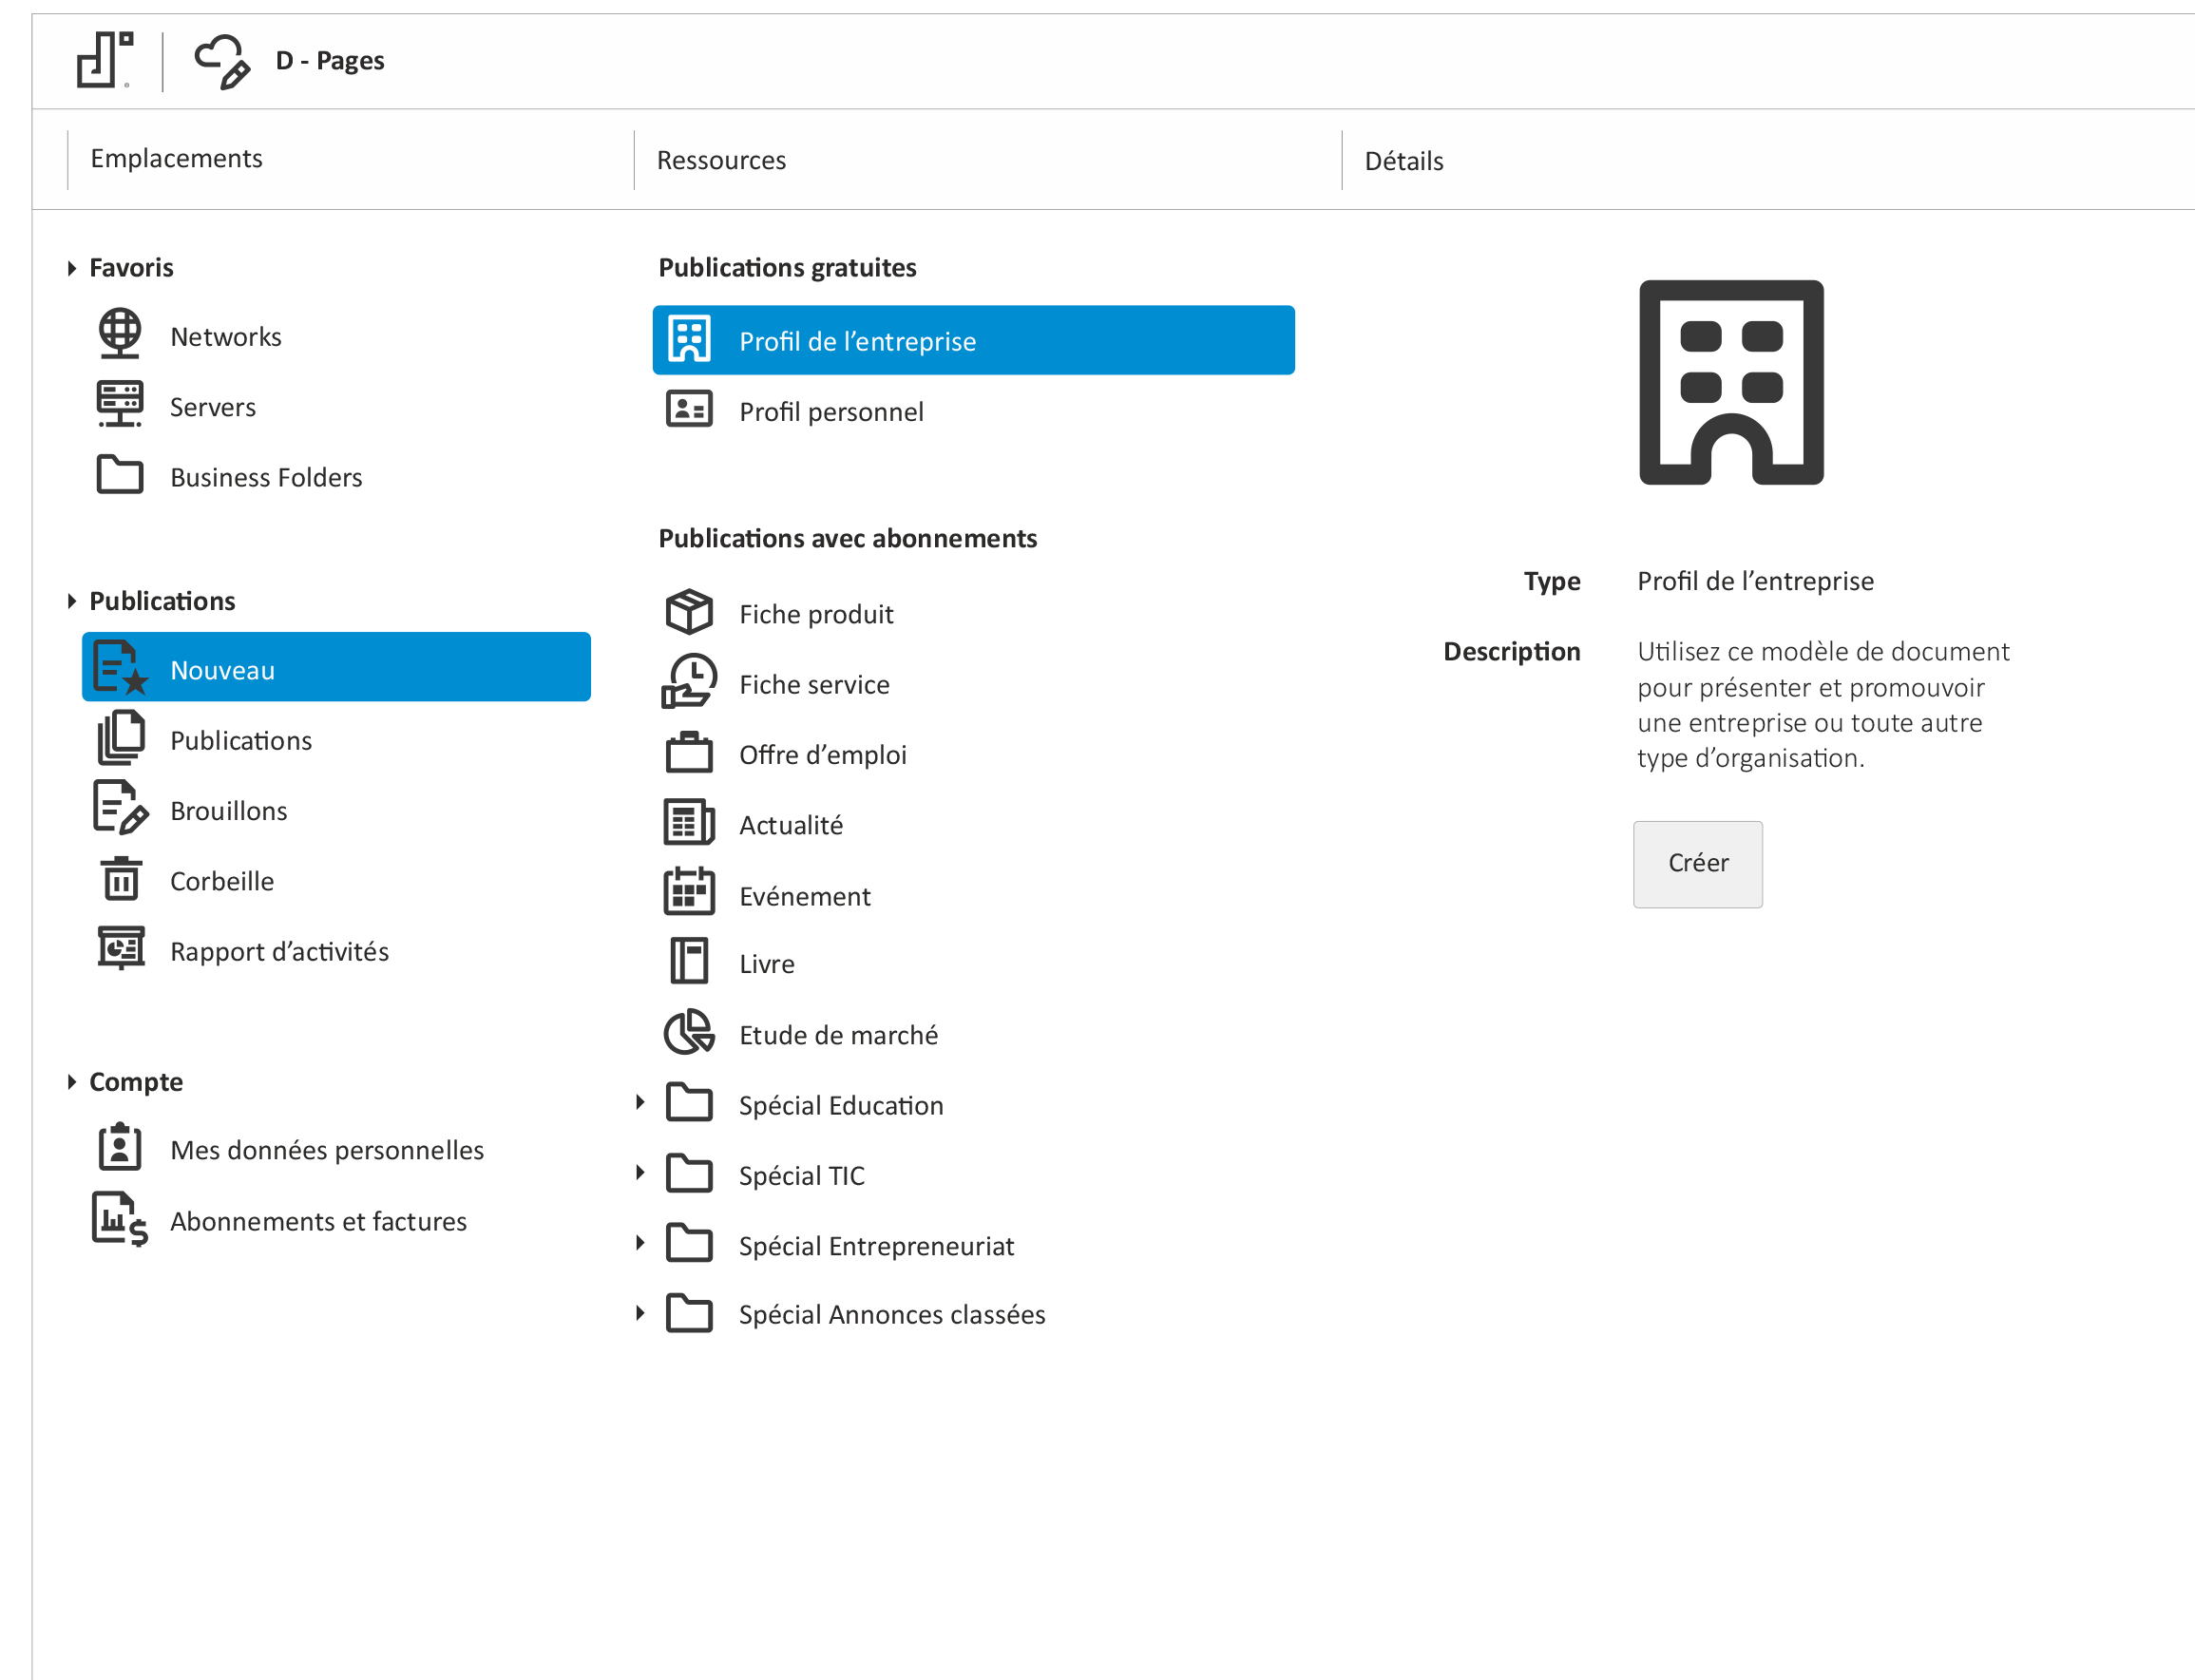 D - Pages
Emplacements
Ressources
Détails
Favoris
Networks
Servers
Business Folders
Publications
Nouveau
Publications
Brouillons
Corbeille
Rapport d’activités
Compte
Mes données personnelles
Abonnements et factures
Publications gratuites
Profil de l’entreprise
Profil personnel
Publications avec abonnements
Fiche produit
Fiche service
Offre d’emploi
Actualité
Evénement
Livre
Etude de marché
Spécial Education
Spécial TIC
Spécial Entrepreneuriat
Spécial Annonces classées
Type Profil de l’entreprise
Description Utilisez ce modèle de document
pour présenter et promouvoir
une entreprise ou toute autre
type d’organisation.
Créer